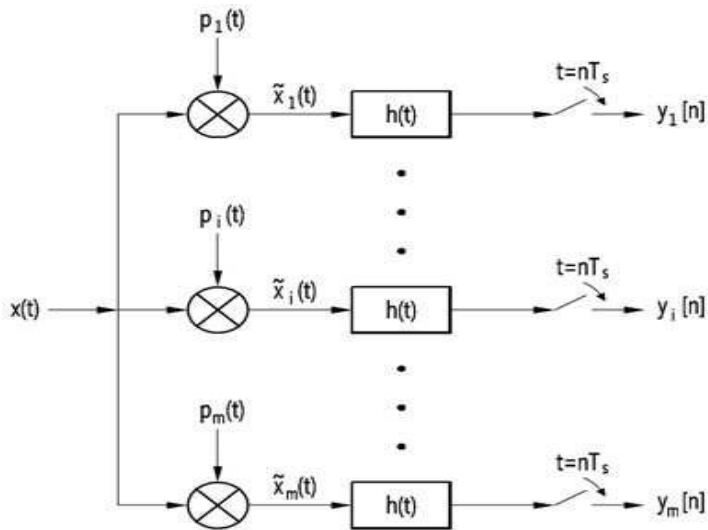 p₁(t)
x̃₁(t)
h(t)
t=nTₛ
y₁[n]
pᵢ(t)
x(t)
x̃ᵢ(t)
h(t)
t=nTₛ
yᵢ[n]
pₘ(t)
x̃ₘ(t)
h(t)
t=nTₛ
yₘ[n]